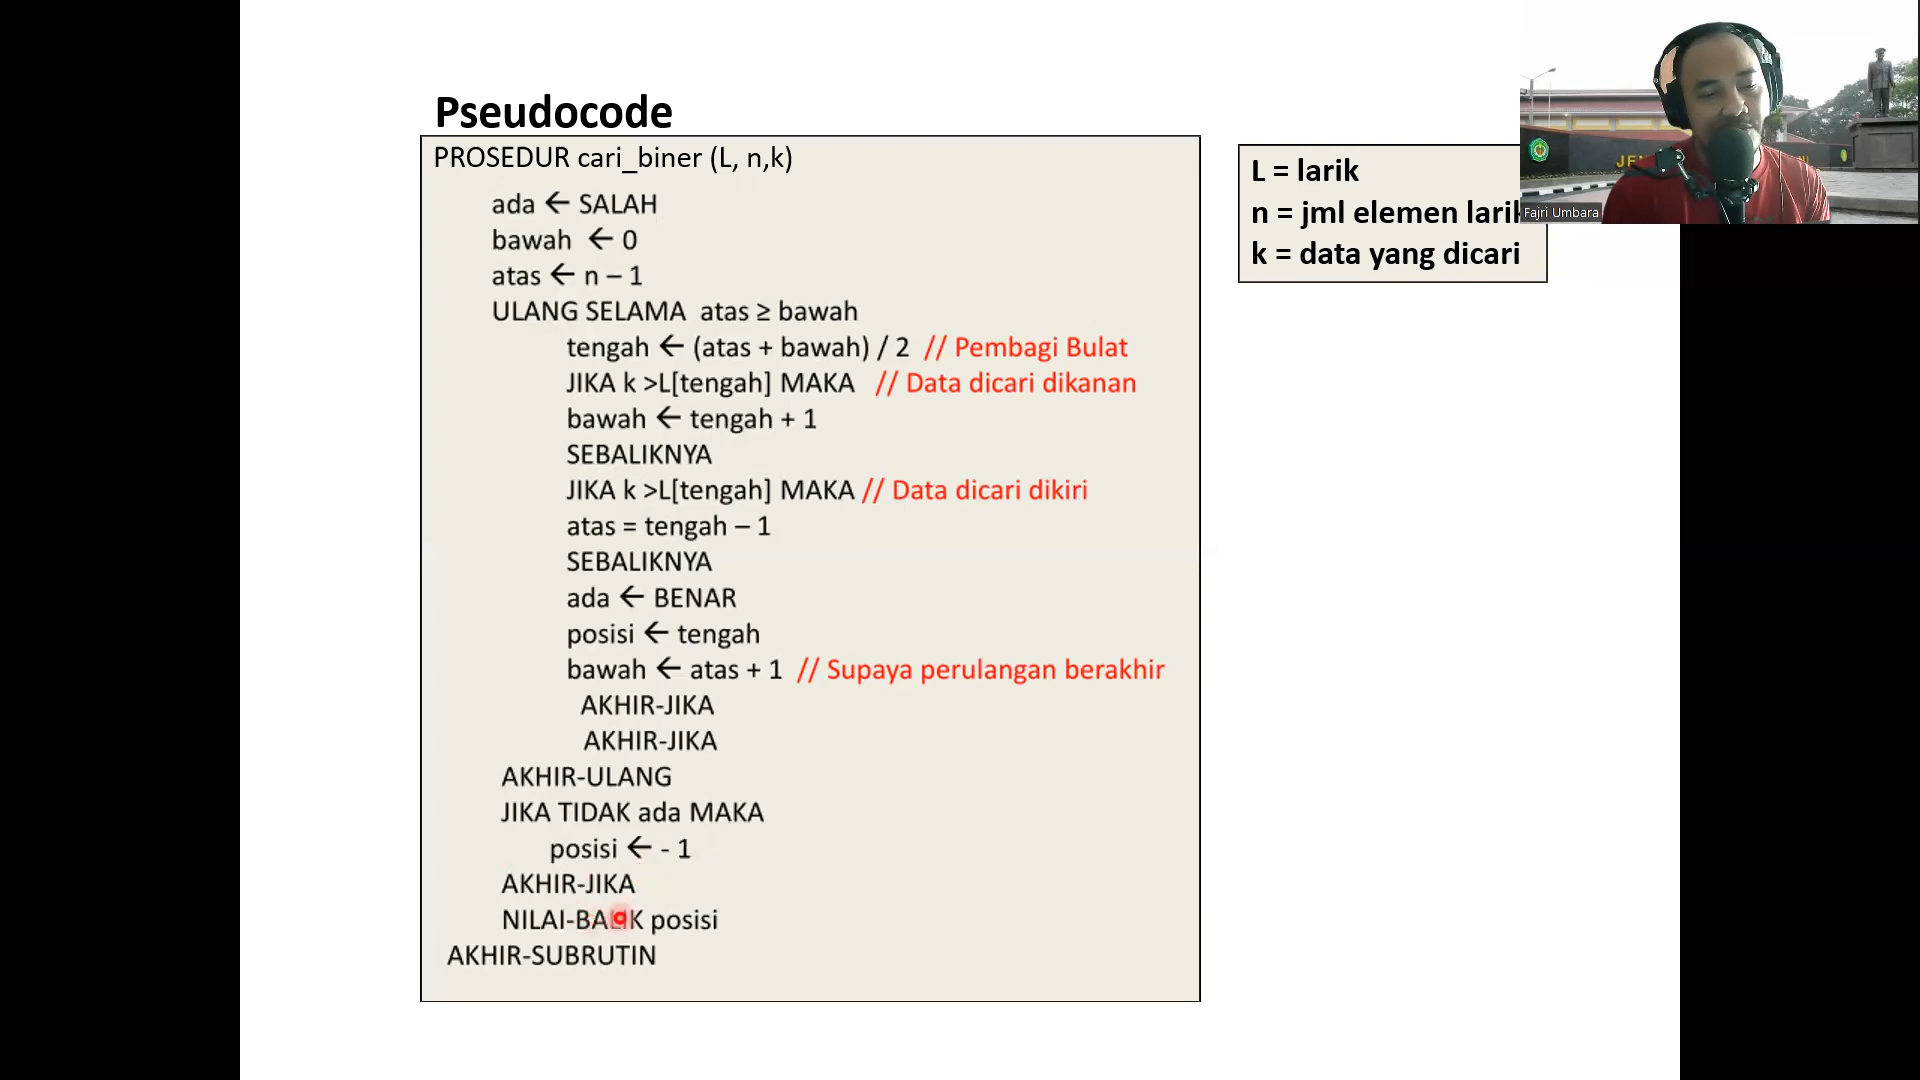 Pseudocode
PROSEDUR cari_biner (L, n,k)
ada ← SALAH
bawah ← 0
atas ← n – 1
ULANG SELAMA atas ≥ bawah
tengah ← (atas + bawah) / 2 // Pembagi Bulat
JIKA k >L[tengah] MAKA // Data dicari dikanan
bawah ← tengah + 1
SEBALIKNYA
JIKA k >L[tengah] MAKA // Data dicari dikiri
atas = tengah – 1
SEBALIKNYA
ada ← BENAR
posisi ← tengah
bawah ← atas + 1 // Supaya perulangan berakhir
AKHIR-JIKA
AKHIR-JIKA
AKHIR-ULANG
JIKA TIDAK ada MAKA
posisi ← - 1
AKHIR-JIKA
NILAI-BALIK posisi
AKHIR-SUBRUTIN
L = larik
n = jml elemen larik
k = data yang dicari
Fajri Umbara